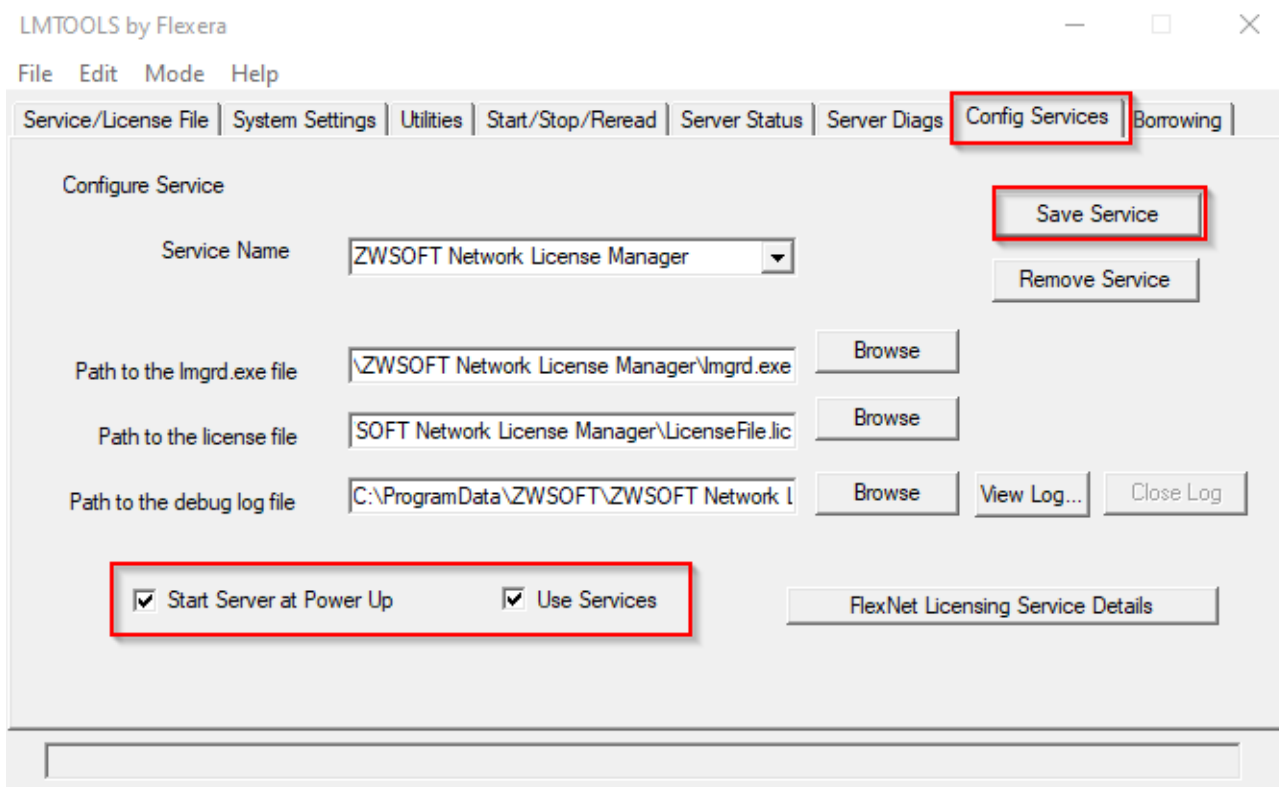 LMTOOLS by Flexera
File Edit Mode Help
Service/License File System Settings Utilities Start/Stop/Reread Server Status Server Diags Config Services Borrowing
Configure Service
Save Service
Service Name ZWSOFT Network License Manager
Remove Service
Path to the lmgrd.exe file \ZWSOFT Network License Manager\lmgrd.exe Browse
Path to the license file SOFT Network License Manager\LicenseFile.lic Browse
Path to the debug log file C:\ProgramData\ZWSOFT\ZWSOFT Network L Browse View Log... Close Log
Start Server at Power Up Use Services FlexNet Licensing Service Details